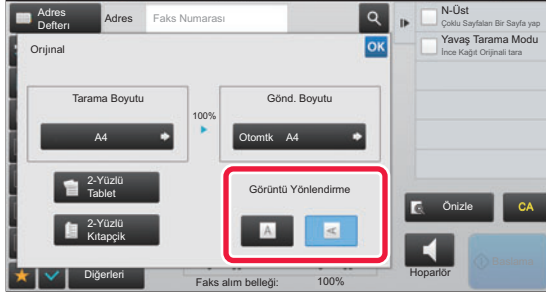 Adres
Defteri
Adres
Faks Numarası
N-Üst
Çoklu Sayfaları Bir Sayfa yap
Yavaş Tarama Modu
İnce Kağıt Orijinali tara
Orıjınal
OK
Tarama Boyutu
A4
100%
Gönd. Boyutu
Otomtk A4
2-Yüzlü
Tablet
2-Yüzlü
Kıtapçik
Görüntü Yönlendirme
A
A
Önizle
CA
Hoparlör
Diğerleri
Faks alım belleği:
100%